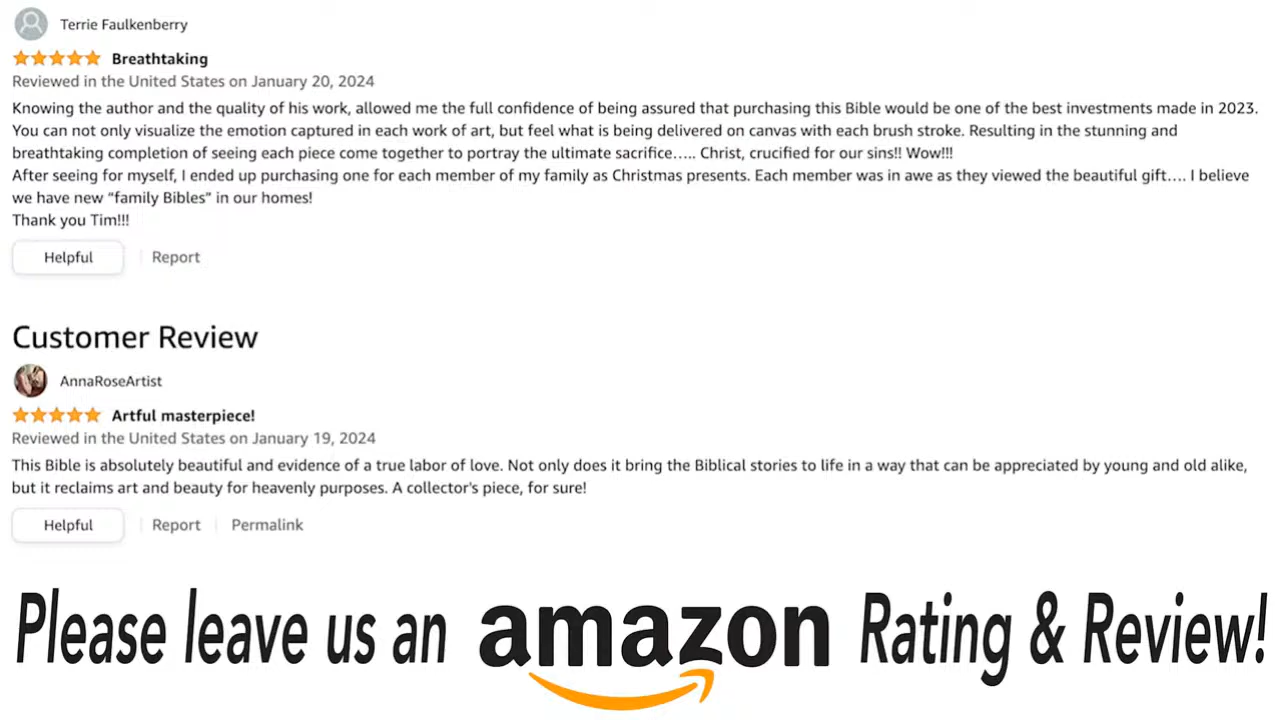 Terrie Faulkenberry
Breathtaking
Reviewed in the United States on January 20, 2024
Knowing the author and the quality of his work, allowed me the full confidence of being assured that purchasing this Bible would be one of the best investments made in 2023.
You can not only visualize the emotion captured in each work of art, but feel what is being delivered on canvas with each brush stroke. Resulting in the stunning and
breathtaking completion of seeing each piece come together to portray the ultimate sacrifice….. Christ, crucified for our sins!! Wow!!!
After seeing for myself, I ended up purchasing one for each member of my family as Christmas presents. Each member was in awe as they viewed the beautiful gift…. I believe
we have new “family Bibles” in our homes!
Thank you Tim!!!
Helpful Report
Customer Review
AnnaRoseArtist
Artful masterpiece!
Reviewed in the United States on January 19, 2024
This Bible is absolutely beautiful and evidence of a true labor of love. Not only does it bring the Biblical stories to life in a way that can be appreciated by young and old alike,
but it reclaims art and beauty for heavenly purposes. A collector's piece, for sure!
Helpful Report Permalink
Please leave us an amazon Rating & Review!